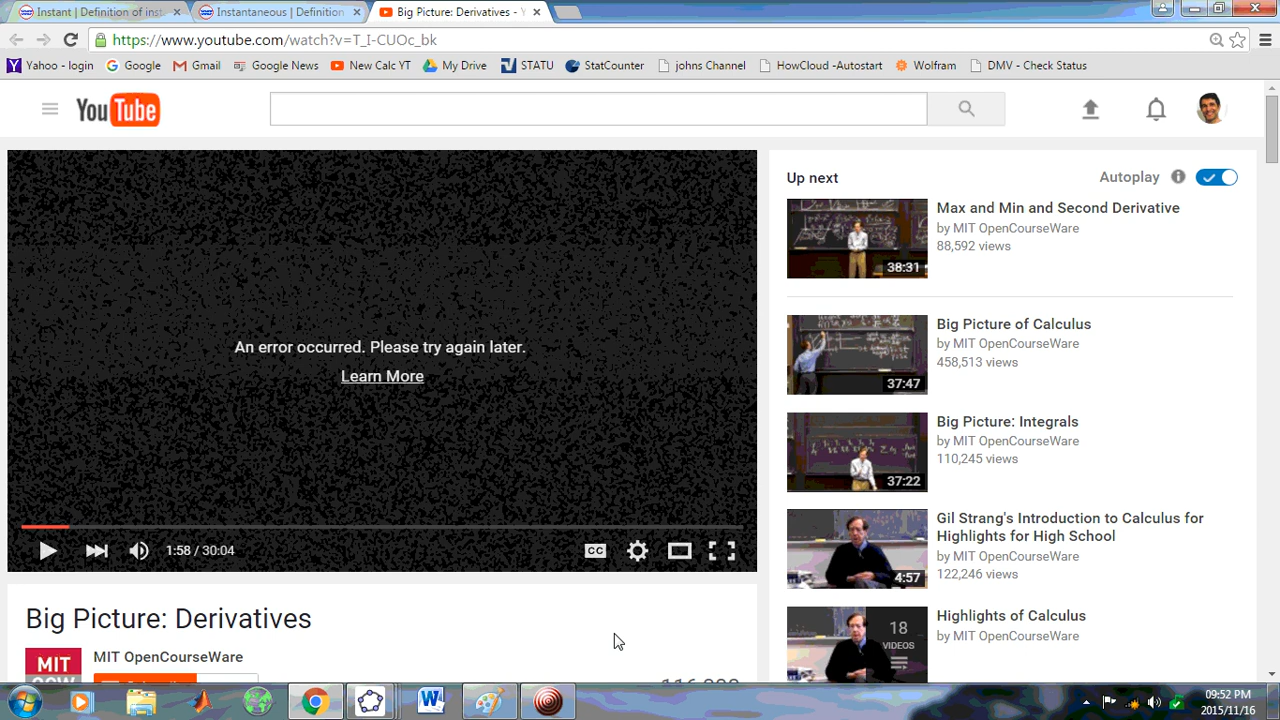 Instant | Definition of inst
Instantaneous | Definition
Big Picture: Derivatives -
https://www.youtube.com/watch?v=T_I-CUOc_bk
Yahoo - login
Google
Gmail
Google News
New Calc YT
My Drive
STATU
StatCounter
johns Channel
HowCloud -Autostart
Wolfram
DMV - Check Status
YouTube
An error occurred. Please try again later.
Learn More
1:58 / 30:04
CC
Big Picture: Derivatives
MIT
MIT OpenCourseWare
Up next
Autoplay
Max and Min and Second Derivative
by MIT OpenCourseWare
88,592 views
38:31
Big Picture of Calculus
by MIT OpenCourseWare
458,513 views
37:47
Big Picture: Integrals
by MIT OpenCourseWare
110,245 views
37:22
Gil Strang's Introduction to Calculus for
Highlights for High School
by MIT OpenCourseWare
122,246 views
4:57
Highlights of Calculus
by MIT OpenCourseWare
18
VIDEOS
09:52 PM
2015/11/16